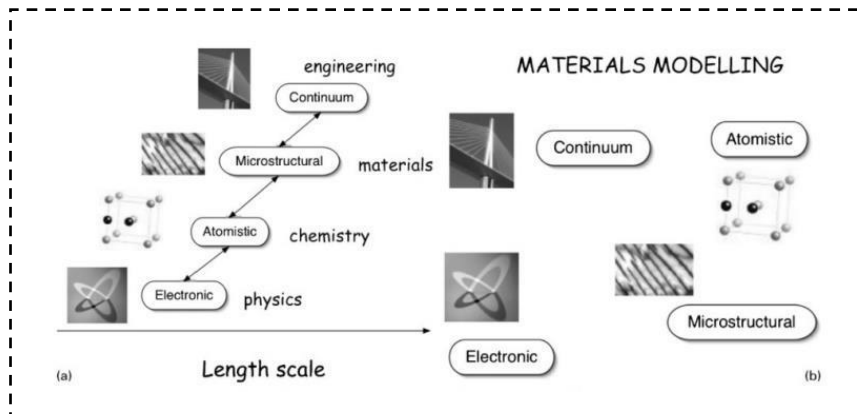 engineering
Continuum
Microstructural
materials
Atomistic
chemistry
Electronic
physics
Length scale
(a)
MATERIALS MODELLING
Continuum
Atomistic
Microstructural
Electronic
(b)